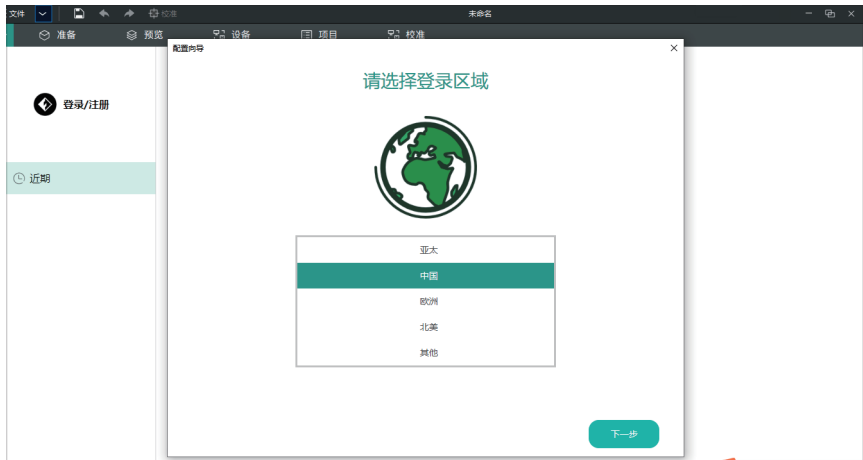 文件 校准 未命名
准备 预览 设备 项目 校准
配置向导
请选择登录区域
登录/注册
近期
亚太
中国
欧洲
北美
其他
下一步